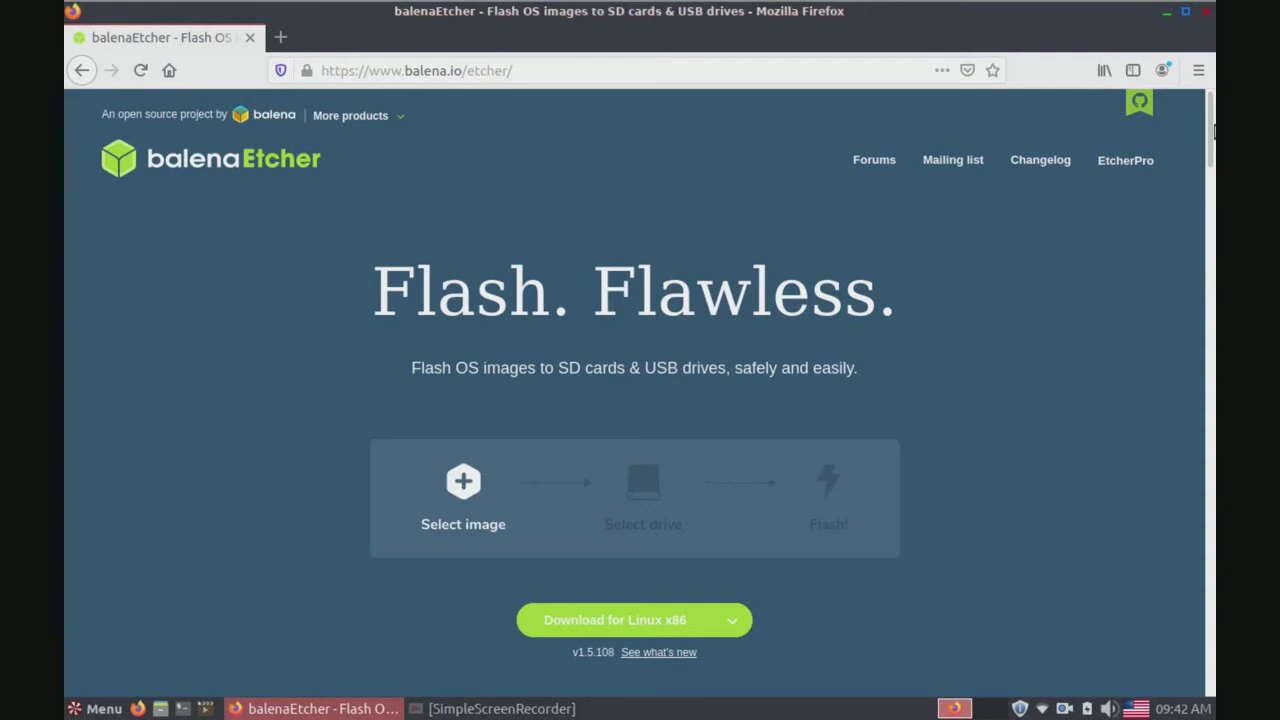 balenaEtcher - Flash OS images to SD cards & USB drives - Mozilla Firefox
balenaEtcher - Flash OS
https://www.balena.io/etcher/
An open source project by balena | More products
balenaEtcher
Forums Mailing list Changelog EtcherPro
Flash. Flawless.
Flash OS images to SD cards & USB drives, safely and easily.
Select image Select drive Flash!
Download for Linux x86
v1.5.108 See what's new
Menu balenaEtcher - Flash O... [SimpleScreenRecorder] 09:42 AM